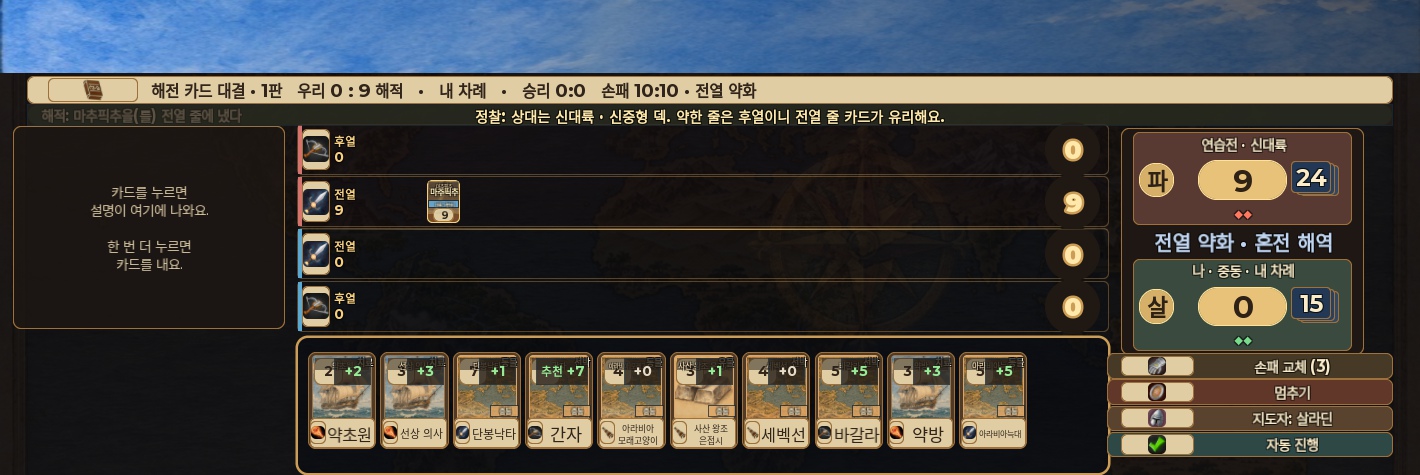 해전 카드 대결 • 1판 우리 0 : 9 해적 • 내 차례 • 승리 0:0 손패 10:10 • 전열 약화
해적: 마추픽추을(를) 전열 줄에 냈다
정찰: 상대는 신대륙 · 신중형 덱. 약한 줄은 후열이니 전열 줄 카드가 유리해요.
카드를 누르면
설명이 여기에 나와요.
한 번 더 누르면
카드를 내요.
후열
0
0
전열
9
마추픽추
9
9
전열
0
0
후열
0
0
연습전 · 신대륙
파 9 24
전열 약화 • 혼전 해역
나 · 중동 · 내 차례
살 0 15
2 +2 약초원
3 +3 선상 의사
7 +1 단봉낙타
추천 +7 간자
4 +0 아라비아 모래고양이
3 +1 사산 왕조 은접시
4 +0 세벡선
5 +5 바갈라
3 +3 약방
+5 아라비아늑대
손패 교체 (3)
멈추기
지도자: 살라딘
자동 진행